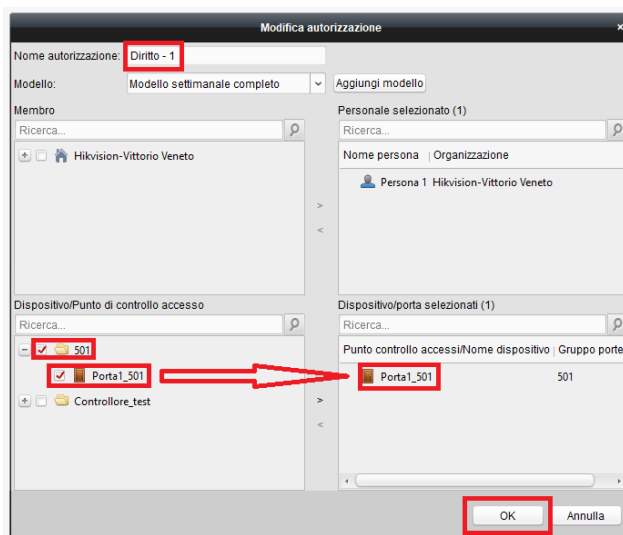 Modifica autorizzazione
Nome autorizzazione: Diritto - 1
Modello: Modello settimanale completo Aggiungi modello
Membro
Ricerca...
Hikvision-Vittorio Veneto
Personale selezionato (1)
Ricerca...
Nome persona | Organizzazione
Persona 1 Hikvision-Vittorio Veneto
>
<
Dispositivo/Punto di controllo accesso
Ricerca...
501
Porta1_501
Controllore_test
>
<
Dispositivo/porta selezionati (1)
Ricerca...
Punto controllo accessi/Nome dispositivo | Gruppo porte
Porta1_501 501
OK Annulla